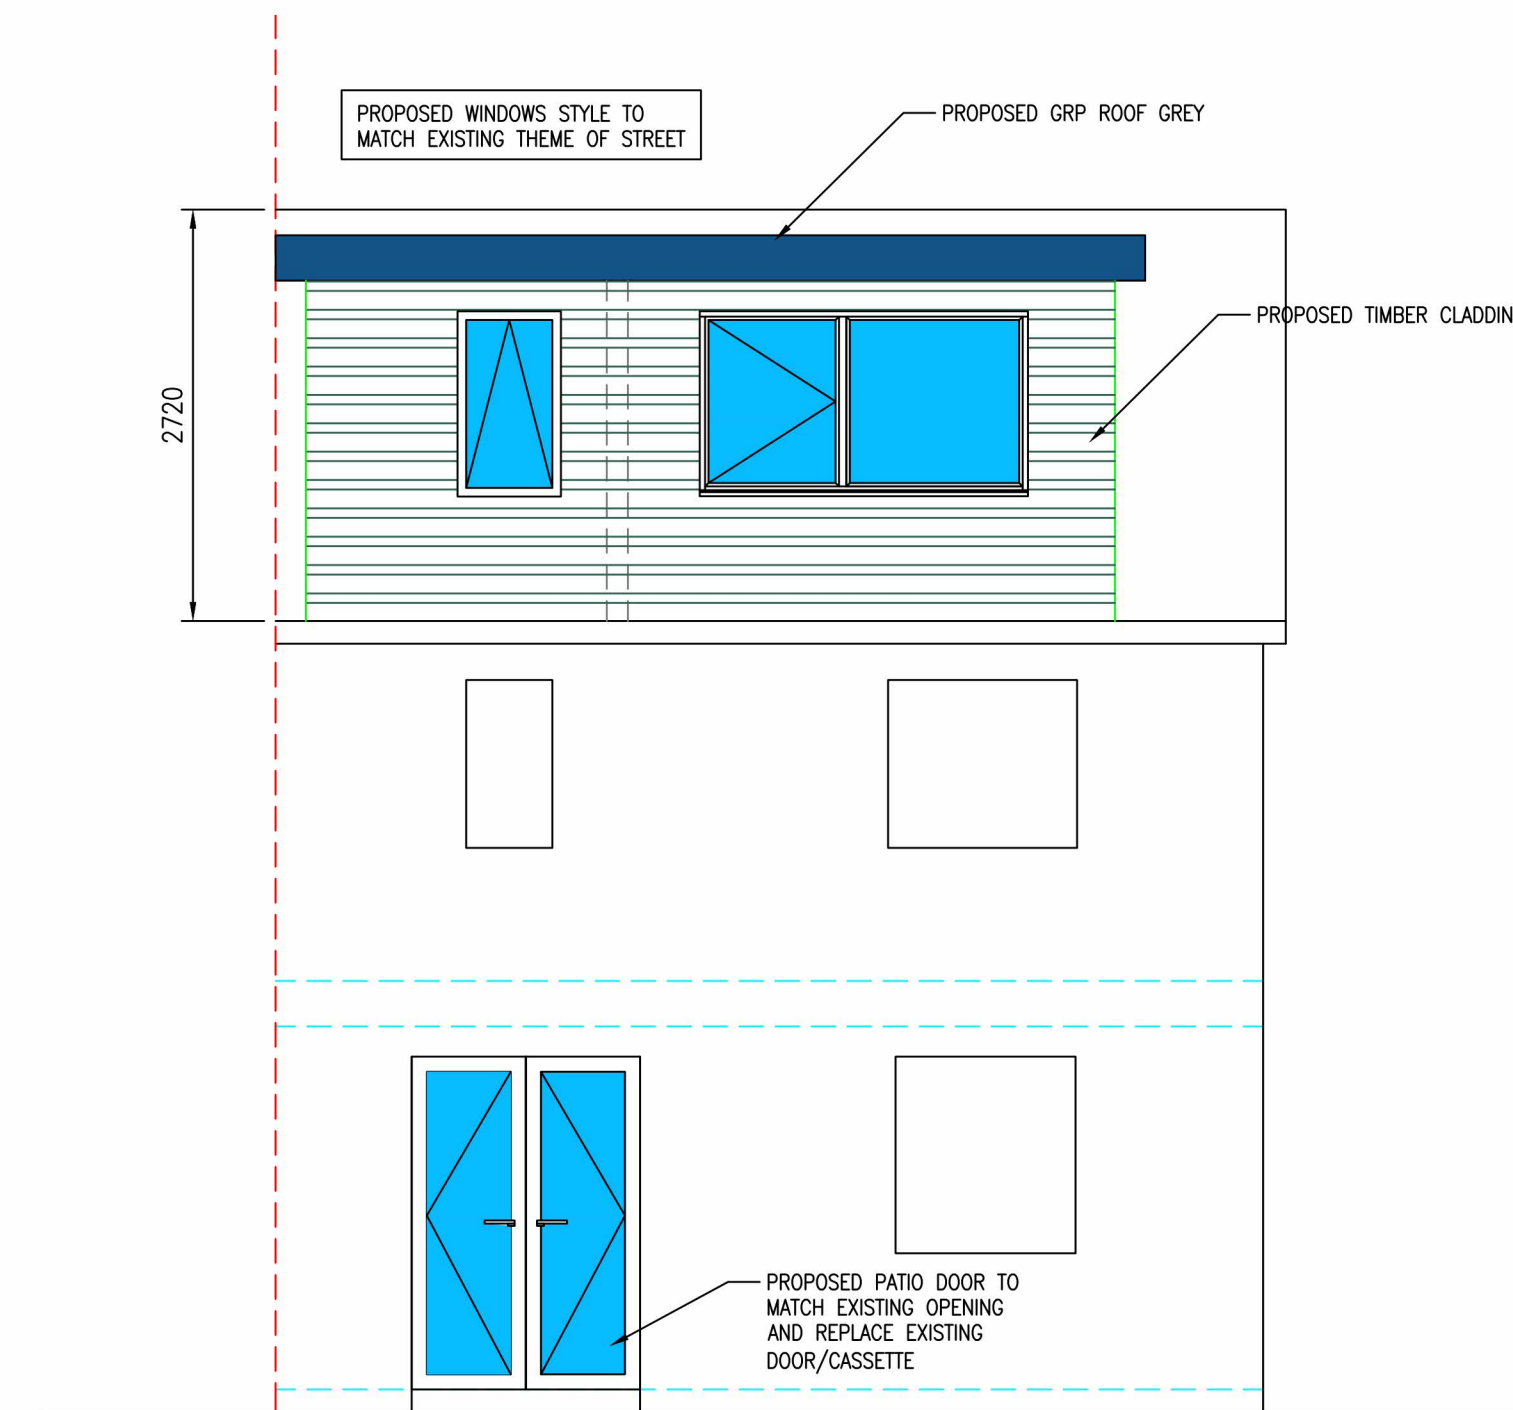 PROPOSED WINDOWS STYLE TO
MATCH EXISTING THEME OF STREET
PROPOSED GRP ROOF GREY
PROPOSED TIMBER CLADDIN
2720
PROPOSED PATIO DOOR TO
MATCH EXISTING OPENING
AND REPLACE EXISTING
DOOR/CASSETTE